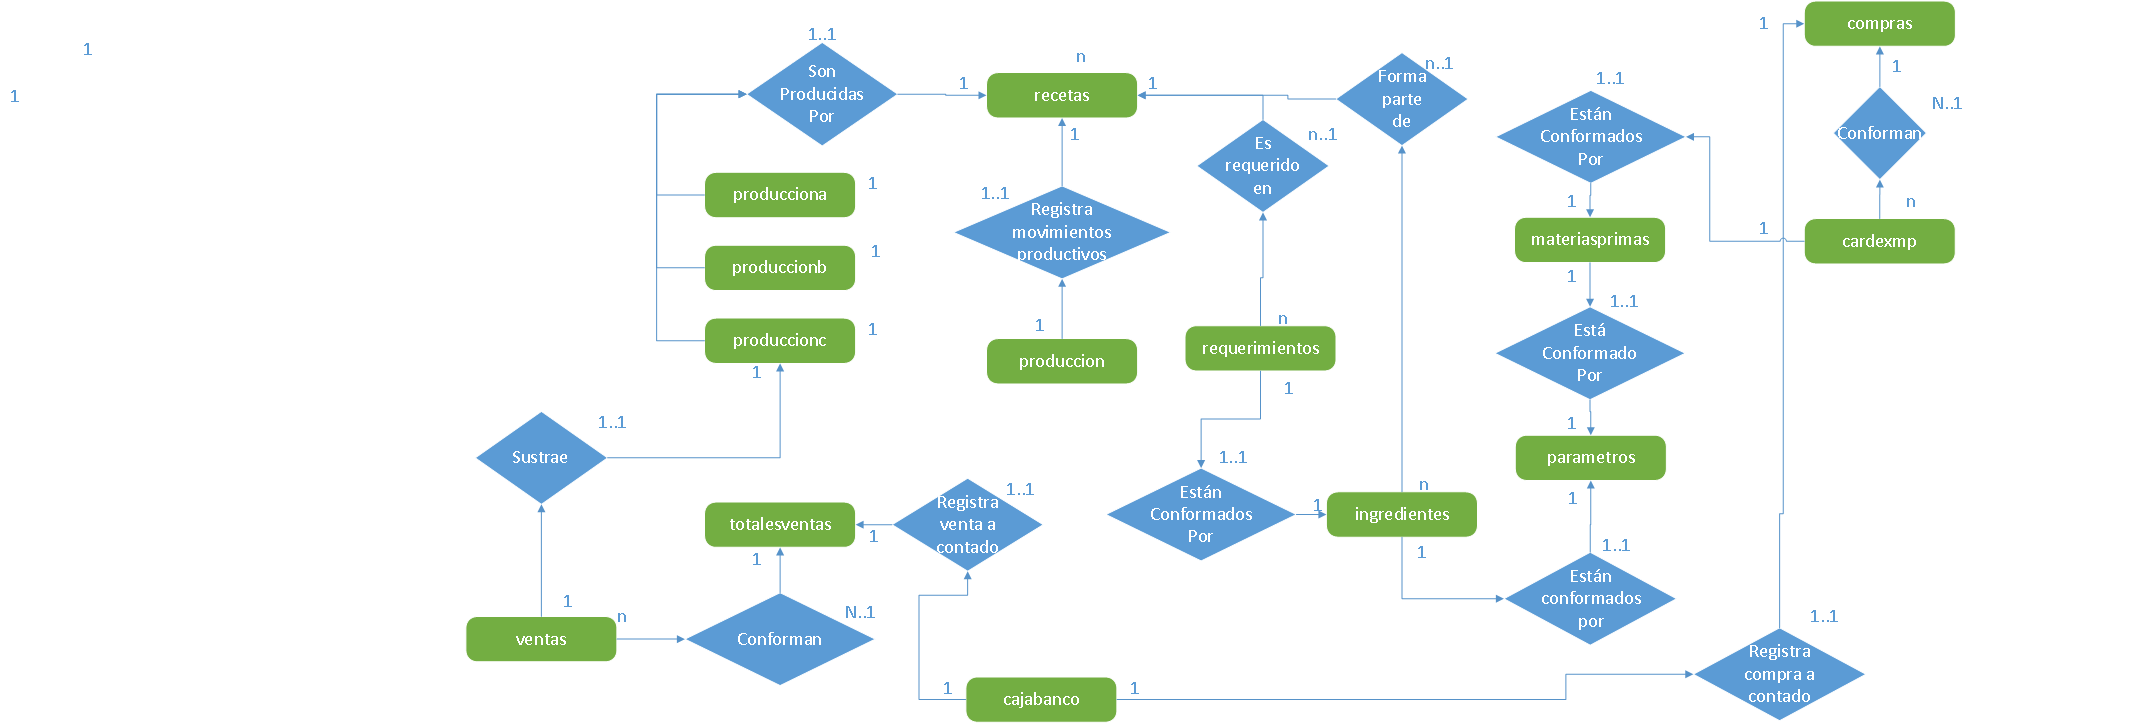 1
1
1..1
Son
Producidas
Por
1
n
recetas
1
n..1
Forma
parte
de
1
compras
1
1..1
Están
Conformados
Por
N..1
Conforman
n
1
cardexmp
1
1..1
Registra
movimientos
productivos
n..1
Es
requerido
en
producciona
1
produccionb
1
produccionc
1
1
1
materiasprimas
1
1..1
Está
Conformado
Por
1
parametros
1
1
produccion
n
requerimientos
1
1..1
Sustrae
1..1
Están
Conformados
Por
1
n
ingredientes
1
1..1
Están
conformados
por
totalesventas
1
1..1
Registra
venta a
contado
1
1
ventas
n
N..1
Conforman
1
cajabanco
1
1..1
Registra
compra a
contado